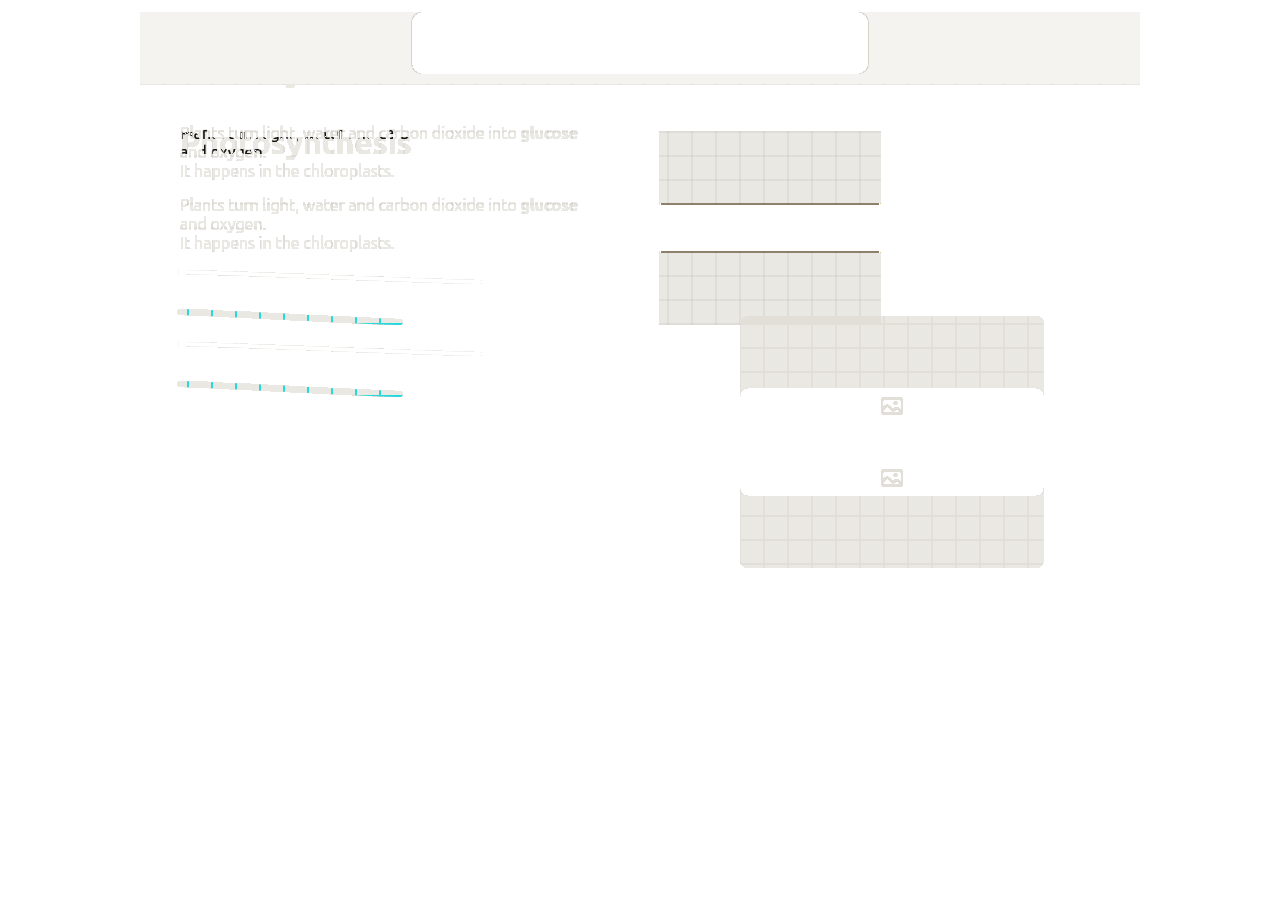 Photosynthesis
Plants turn light, water and carbon dioxide into glucose
and oxygen.
It happens in the chloroplasts.
Plants turn light, water and carbon dioxide into glucose
and oxygen.
It happens in the chloroplasts.